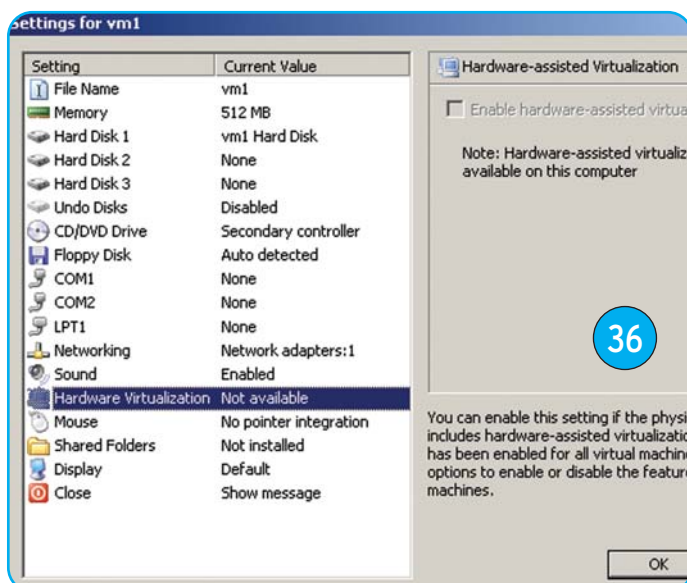 Settings for vm1
Setting Current Value
File Name vm1
Memory 512 MB
Hard Disk 1 vm1 Hard Disk
Hard Disk 2 None
Hard Disk 3 None
Undo Disks Disabled
CD/DVD Drive Secondary controller
Floppy Disk Auto detected
COM1 None
COM2 None
LPT1 None
Networking Network adapters:1
Sound Enabled
Hardware Virtualization Not available
Mouse No pointer integration
Shared Folders Not installed
Display Default
Close Show message
Hardware-assisted Virtualization
Enable hardware-assisted virtua
Note: Hardware-assisted virtualiz
available on this computer
36
You can enable this setting if the physi
includes hardware-assisted virtualizatio
has been enabled for all virtual machine
options to enable or disable the feature
machines.
OK